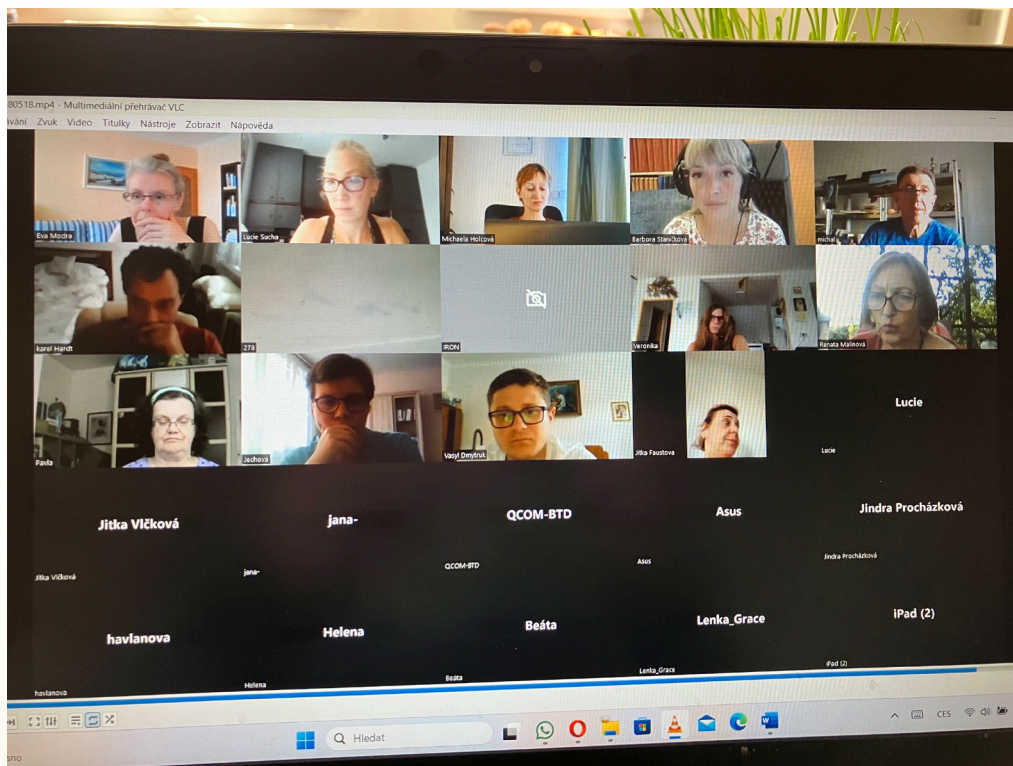 80518.mp4 - Multimediální přehrávač VLC
Zvuk Video Titulky Nástroje Zobrazit Nápověda
Eva Modrá
Lucie Sucha
Michaela Holcová
Barbora Staníčková
michal
karel Hardt
278
IRON
Veronika
Renata Malinová
Pavla
Jechová
Vasyl Dmytruk
Jitka Faustova
Lucie
Lucie
Jitka Vlčková
jana-
QCOM-BTD
Asus
Jindra Procházková
Jitka Vlčková
jana-
QCOM-BTD
Asus
Jindra Procházková
havlanova
Helena
Beáta
Lenka_Grace
iPad (2)
havlanova
Helena
Beáta
Lenka_Grace
iPad (2)
Hledat
CES